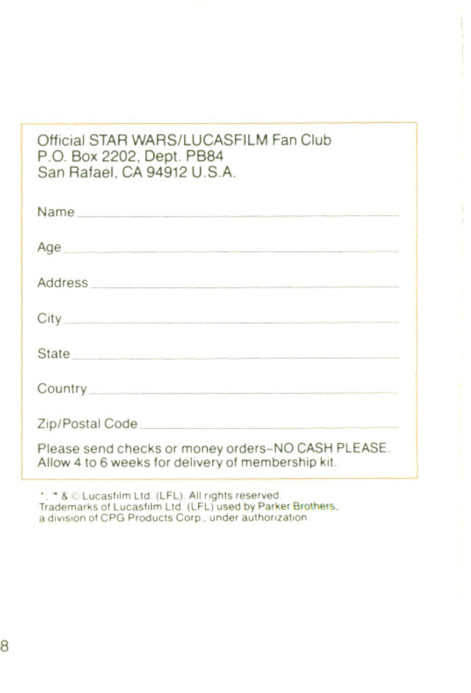 Official STAR WARS/LUCASFILM Fan Club
P.O. Box 2202, Dept. PB84
San Rafael, CA 94912 U.S.A.
Name
Age
Address
City
State
Country
Zip/Postal Code
Please send checks or money orders–NO CASH PLEASE.
Allow 4 to 6 weeks for delivery of membership kit.
*, ™ & © Lucasfilm Ltd. (LFL). All rights reserved.
Trademarks of Lucasfilm Ltd. (LFL) used by Parker Brothers,
a division of CPG Products Corp., under authorization.
8